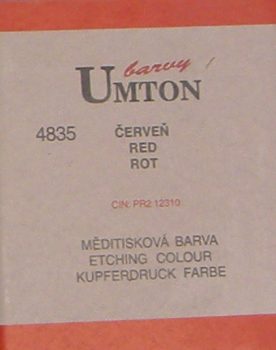 barvy
UMTON
4835 ČERVEŇ
RED
ROT
CIN: PR2 12310
MĚDITISKOVÁ BARVA
ETCHING COLOUR
KUPFERDRUCK FARBE